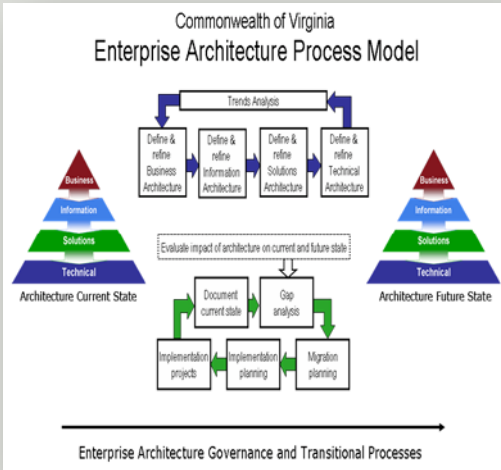 Commonwealth of Virginia
Enterprise Architecture Process Model
Trends Analysis
Define &
refine
Business
Architecture
Define &
refine
Information
Architecture
Define &
refine
Solutions
Architecture
Define &
refine
Technical
Architecture
Business
Information
Solutions
Technical
Architecture Current State
Business
Information
Solutions
Technical
Architecture Future State
Evaluate impact of architecture on current and future state
Document
current state
Gap
analysis
Implementation
projects
Implementation
planning
Migration
planning
Enterprise Architecture Governance and Transitional Processes